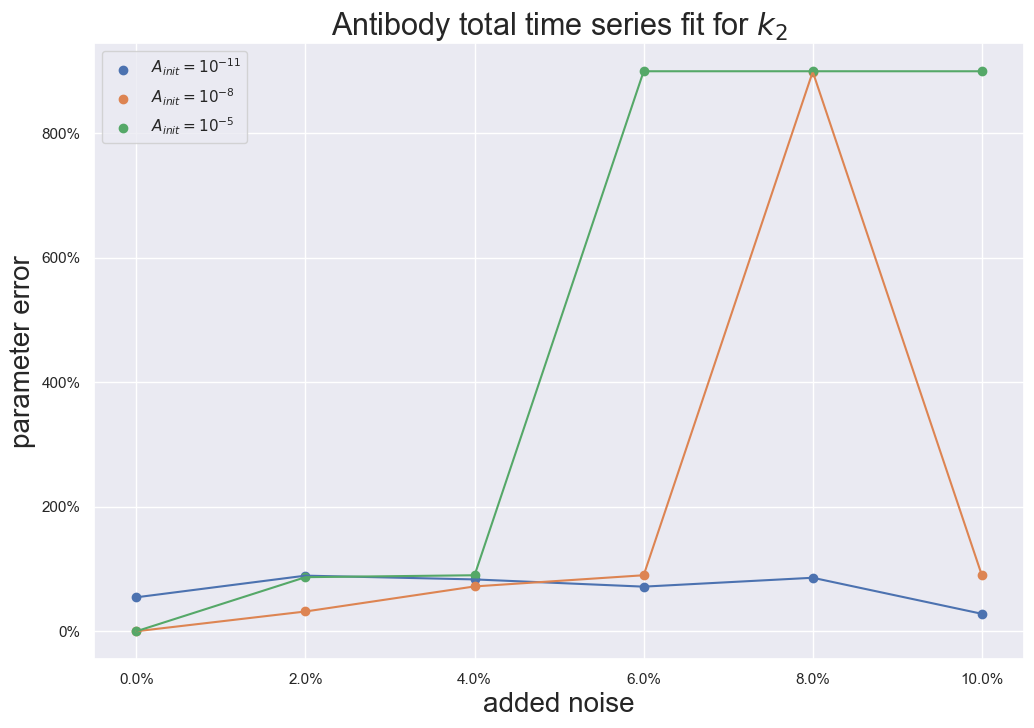 Antibody total time series fit for k₂
A_init = 10⁻¹¹
A_init = 10⁻⁸
A_init = 10⁻⁵
800%
600%
400%
200%
0%
parameter error
0.0% 2.0% 4.0% 6.0% 8.0% 10.0%
added noise